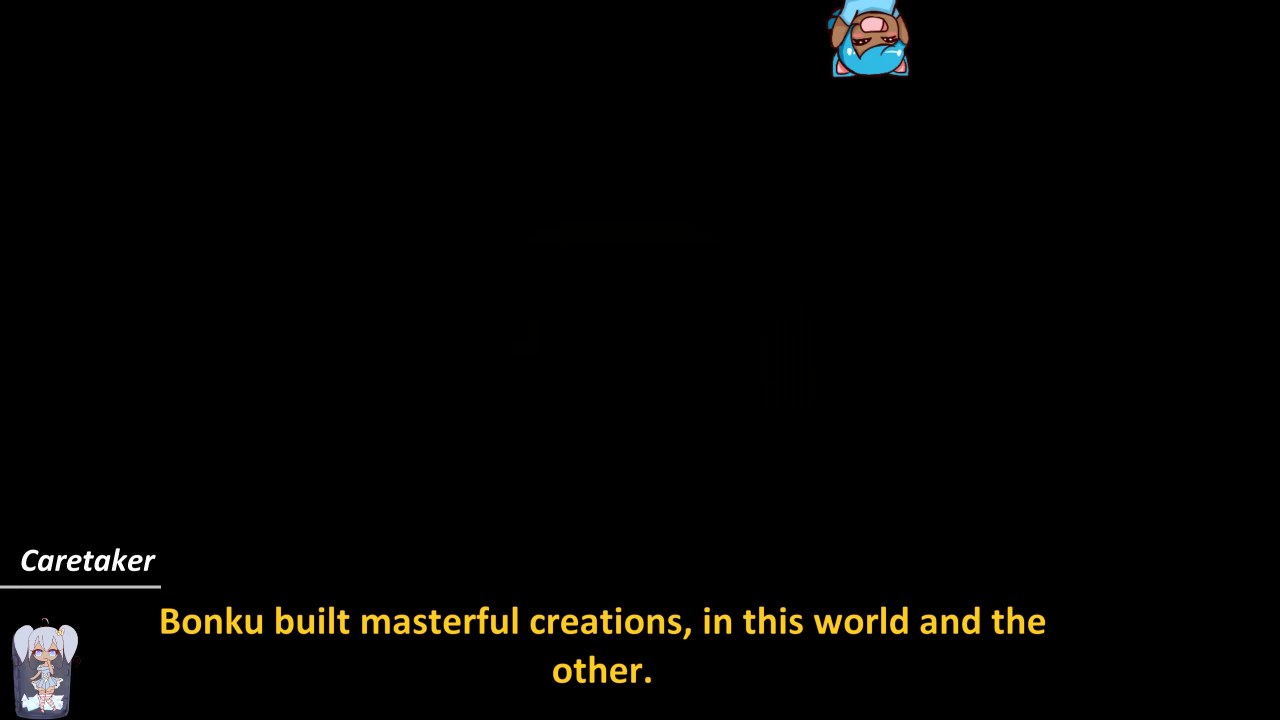 Caretaker
Bonku built masterful creations, in this world and the
other.